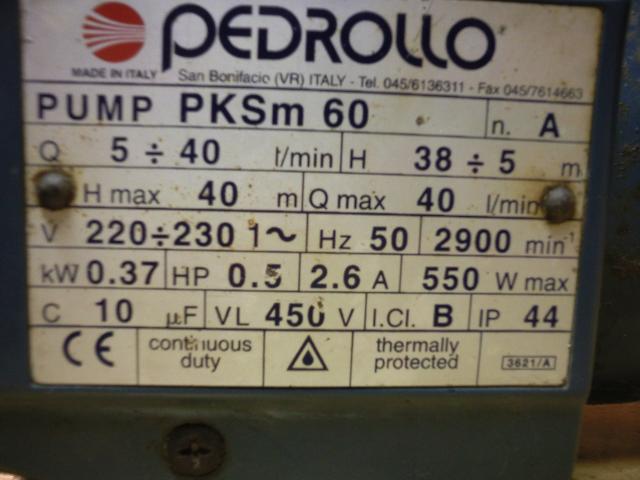 PEDROLLO
MADE IN ITALY San Bonifacio (VR) ITALY - Tel. 045/6136311 - Fax 045/7614663
PUMP PKSm 60 n. A
Q 5 ÷ 40 l/min H 38 ÷ 5 m
H max 40 m Q max 40 l/min
V 220÷230 1~ Hz 50 2900 min⁻¹
kW 0.37 HP 0.5 2.6 A 550 W max
C 10 µF VL 450 V I.Cl. B IP 44
CE continuous duty thermally protected 3621/A